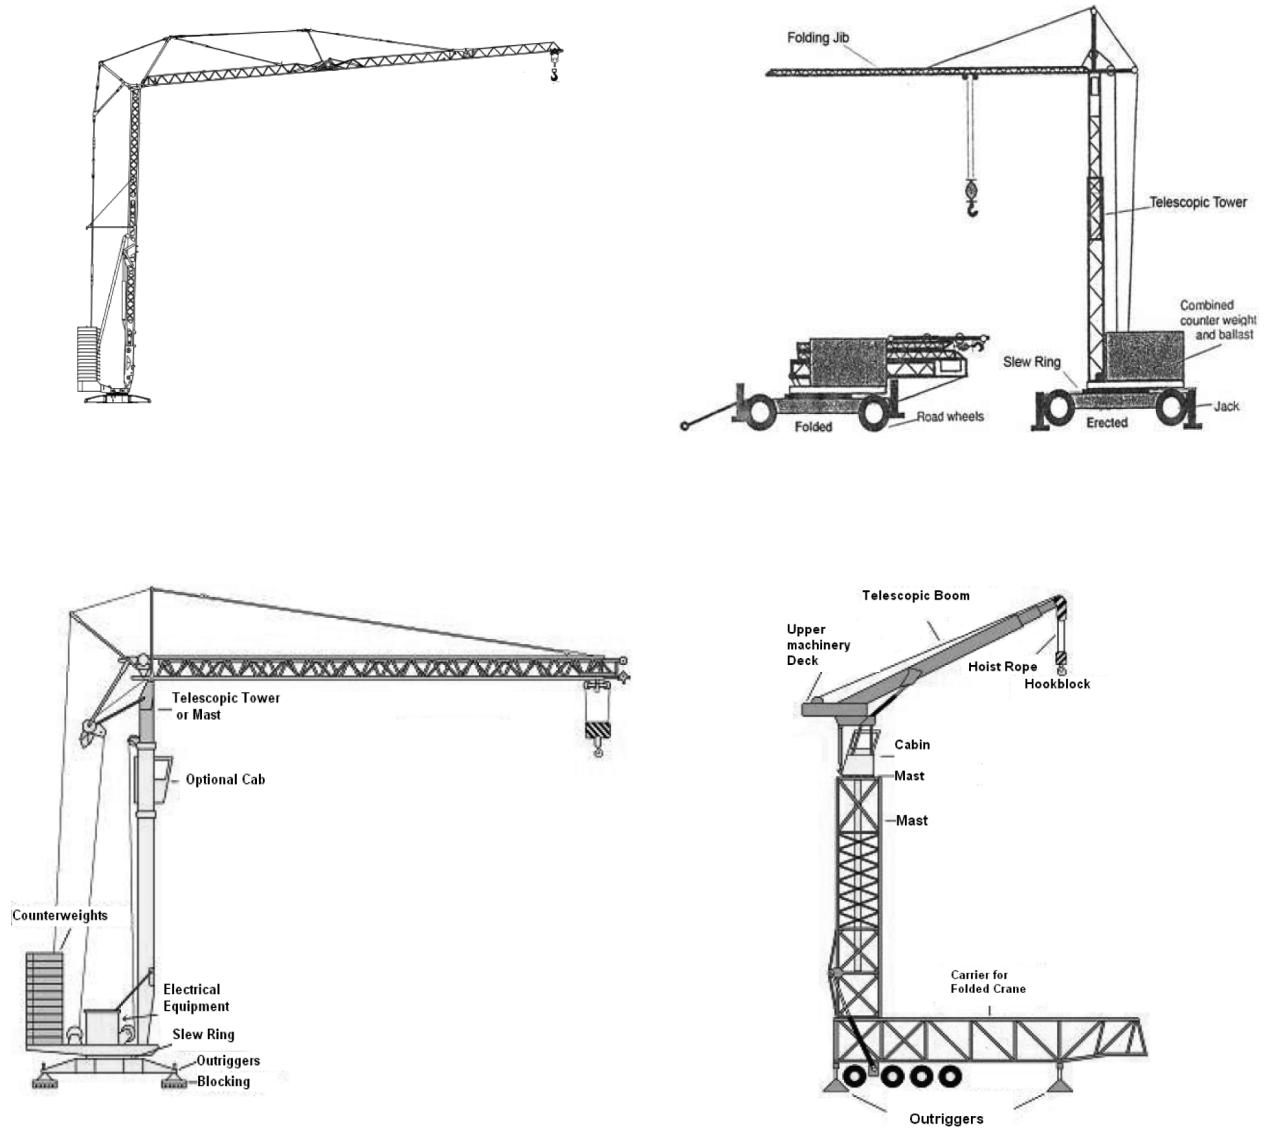 Folding Jib
Telescopic Tower
Combined
counter weight
and ballast
Slew Ring
Jack
Road wheels
Folded
Erected
Telescopic Tower
or Mast
Optional Cab
Counterweights
Electrical
Equipment
Slew Ring
Outriggers
Blocking
Telescopic Boom
Upper
machinery
Deck
Hoist Rope
Hookblock
Cabin
Mast
Mast
Carrier for
Folded Crane
Outriggers